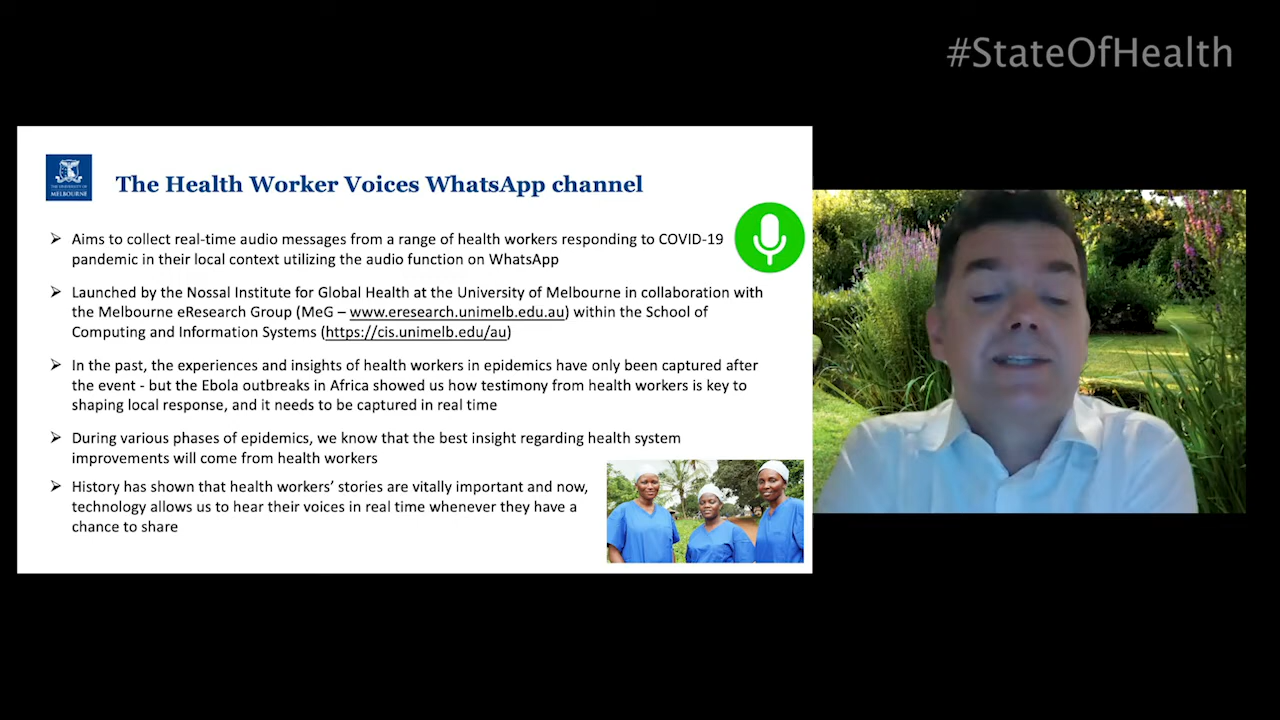 #StateOfHealth
THE UNIVERSITY OF
MELBOURNE
The Health Worker Voices WhatsApp channel
Aims to collect real-time audio messages from a range of health workers responding to COVID-19
pandemic in their local context utilizing the audio function on WhatsApp
Launched by the Nossal Institute for Global Health at the University of Melbourne in collaboration with
the Melbourne eResearch Group (MeG – www.eresearch.unimelb.edu.au) within the School of
Computing and Information Systems (https://cis.unimelb.edu/au)
In the past, the experiences and insights of health workers in epidemics have only been captured after
the event - but the Ebola outbreaks in Africa showed us how testimony from health workers is key to
shaping local response, and it needs to be captured in real time
During various phases of epidemics, we know that the best insight regarding health system
improvements will come from health workers
History has shown that health workers’ stories are vitally important and now,
technology allows us to hear their voices in real time whenever they have a
chance to share